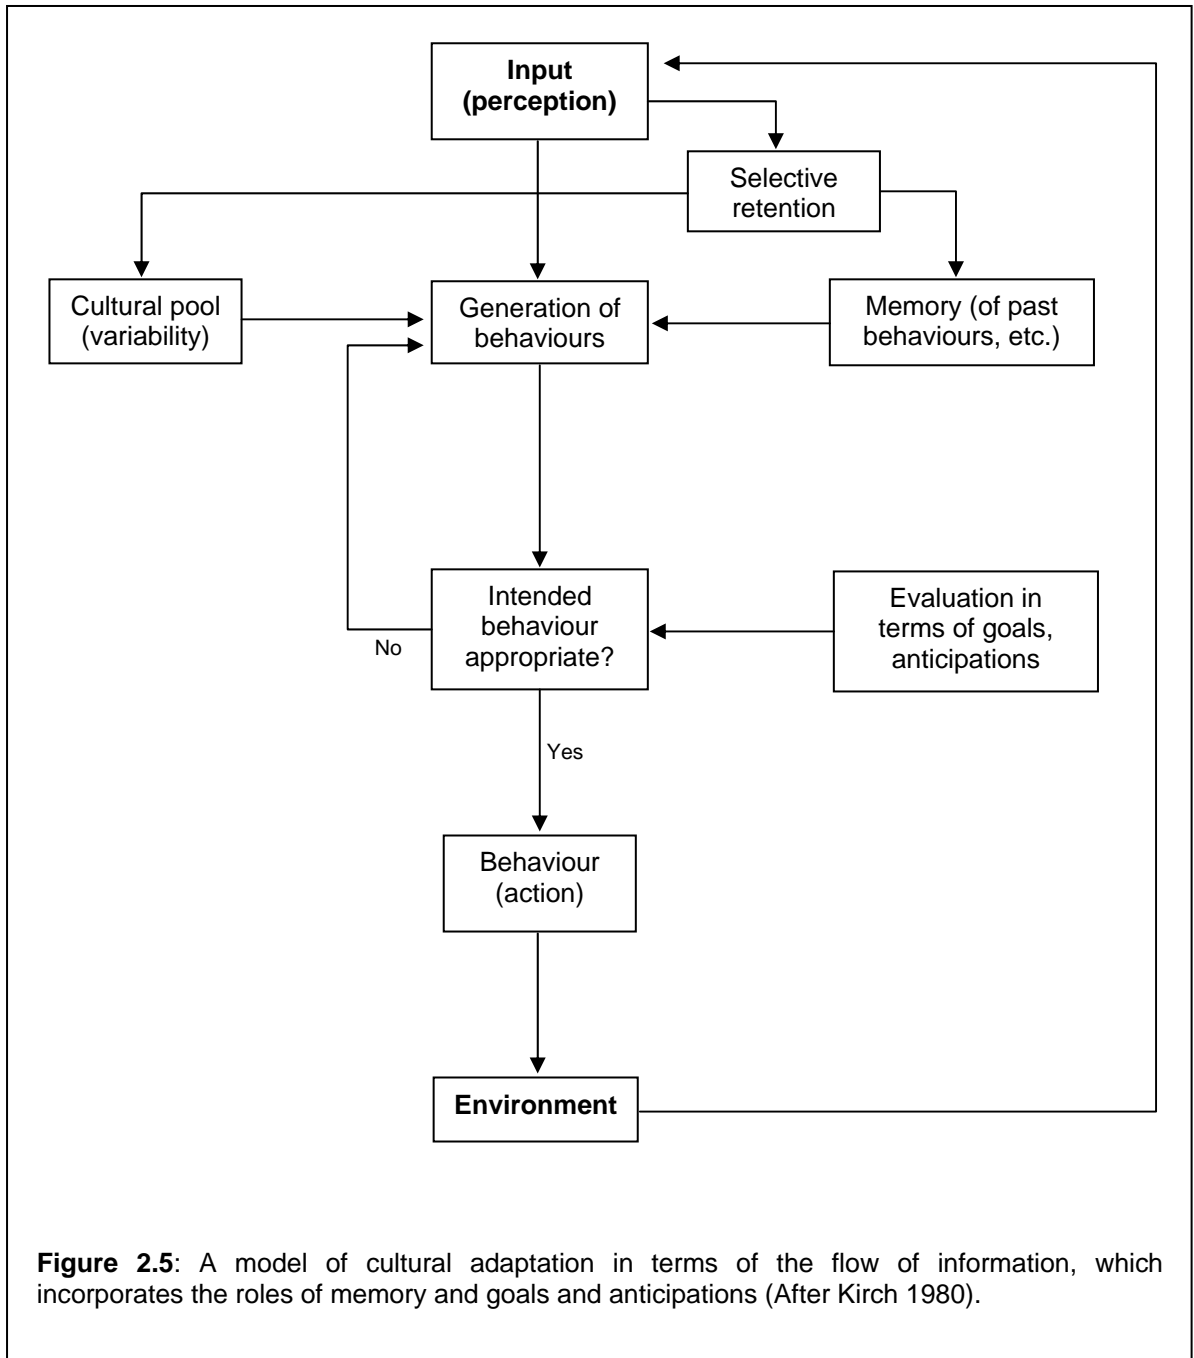 Input
(perception)
Selective
retention
Cultural pool
(variability)
Generation of
behaviours
Memory (of past
behaviours, etc.)
Intended
behaviour
appropriate?
Evaluation in
terms of goals,
anticipations
No
Yes
Behaviour
(action)
Environment
Figure 2.5: A model of cultural adaptation in terms of the flow of information, which
incorporates the roles of memory and goals and anticipations (After Kirch 1980).